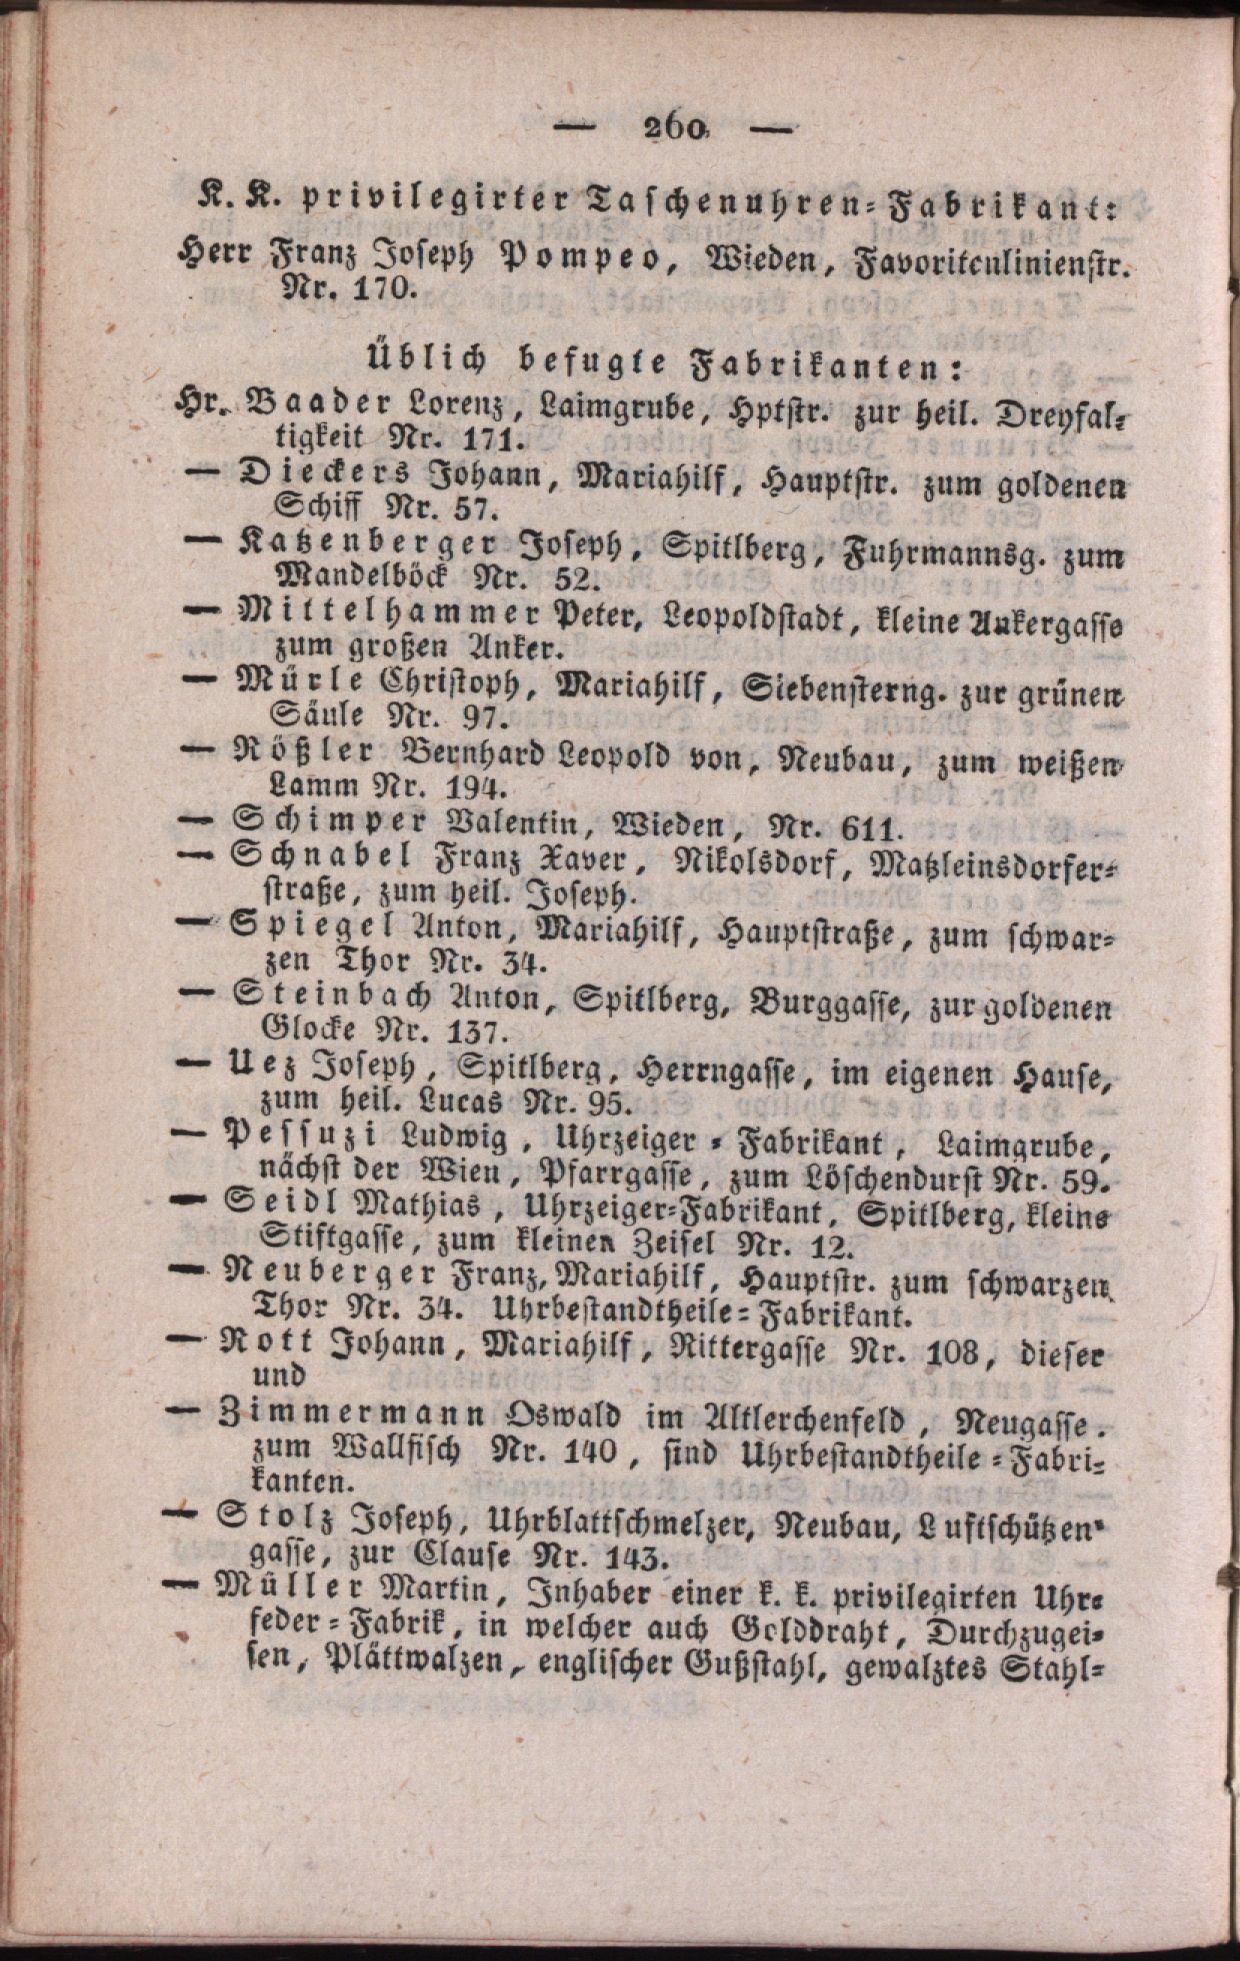 — 260 —
K. K. privilegirter Taschenuhren-Fabrikant:
Herr Franz Joseph Pompeo, Wieden, Favoritenlinienstr.
Nr. 170.
Üblich befugte Fabrikanten:
Hr. Baader Lorenz, Laimgrube, Hptstr. zur heil. Dreyfal-
tigkeit Nr. 171.
— Dieckers Johann, Mariahilf, Hauptstr. zum goldenen
Schiff Nr. 57.
— Katzenberger Joseph, Spitlberg, Fuhrmannsg. zum
Mandelböck Nr. 52.
— Mittelhammer Peter, Leopoldstadt, kleine Ankergasse
zum großen Anker.
— Mürle Christoph, Mariahilf, Siebensterng. zur grünen
Säule Nr. 97.
— Rößler Bernhard Leopold von, Neubau, zum weißen
Lamm Nr. 194.
— Schimper Valentin, Wieden, Nr. 611.
— Schnabel Franz Xaver, Nikolsdorf, Matzleinsdorfer-
straße, zum heil. Joseph.
— Spiegel Anton, Mariahilf, Hauptstraße, zum schwar-
zen Thor Nr. 34.
— Steinbach Anton, Spitlberg, Burggasse, zur goldenen
Glocke Nr. 137.
— Uez Joseph, Spitlberg, Herrngasse, im eigenen Hause,
zum heil. Lucas Nr. 95.
— Pessuzi Ludwig, Uhrzeiger-Fabrikant, Laimgrube,
nächst der Wien, Pfarrgasse, zum Löschendurst Nr. 59.
— Seidl Mathias, Uhrzeiger-Fabrikant, Spitlberg, kleine
Stiftgasse, zum kleinen Zeisel Nr. 12.
— Neuberger Franz, Mariahilf, Hauptstr. zum schwarzen
Thor Nr. 34. Uhrbestandtheile-Fabrikant.
— Rott Johann, Mariahilf, Rittergasse Nr. 108, dieser
und
— Zimmermann Oswald im Altlerchenfeld, Neugasse.
zum Wallfisch Nr. 140, sind Uhrbestandtheile-Fabri-
kanten.
— Stolz Joseph, Uhrblattschmelzer, Neubau, Luftschützen-
gasse, zur Clause Nr. 143.
— Müller Martin, Inhaber einer k. k. privilegirten Uhr-
feder-Fabrik, in welcher auch Golddraht, Durchzugei-
sen, Plättwalzen, englischer Gußstahl, gewalztes Stahl-